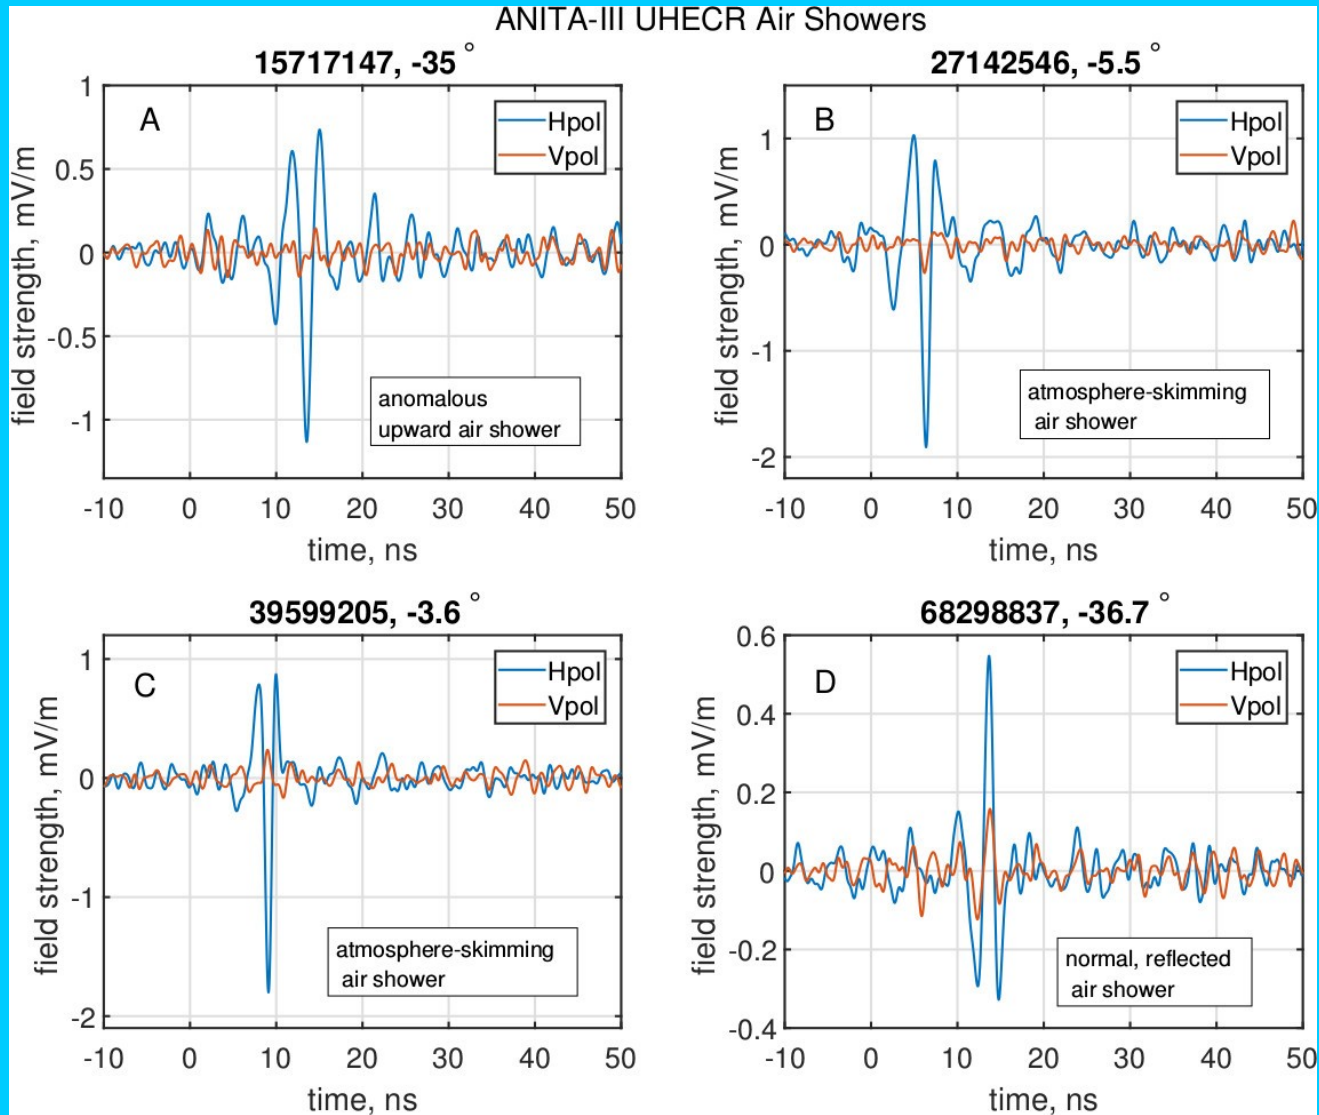 ANITA-III UHECR Air Showers
15717147, -35 °
A
Hpol
Vpol
anomalous
upward air shower
1
0.5
0
-0.5
-1
field strength, mV/m
-10 0 10 20 30 40 50
time, ns
27142546, -5.5 °
B
Hpol
Vpol
atmosphere-skimming
air shower
1
0
-1
-2
field strength, mV/m
-10 0 10 20 30 40 50
time, ns
39599205, -3.6 °
C
Hpol
Vpol
atmosphere-skimming
air shower
1
0
-1
-2
field strength, mV/m
-10 0 10 20 30 40 50
time, ns
68298837, -36.7 °
D
Hpol
Vpol
normal, reflected
air shower
0.6
0.4
0.2
0
-0.2
-0.4
field strength, mV/m
-10 0 10 20 30 40 50
time, ns